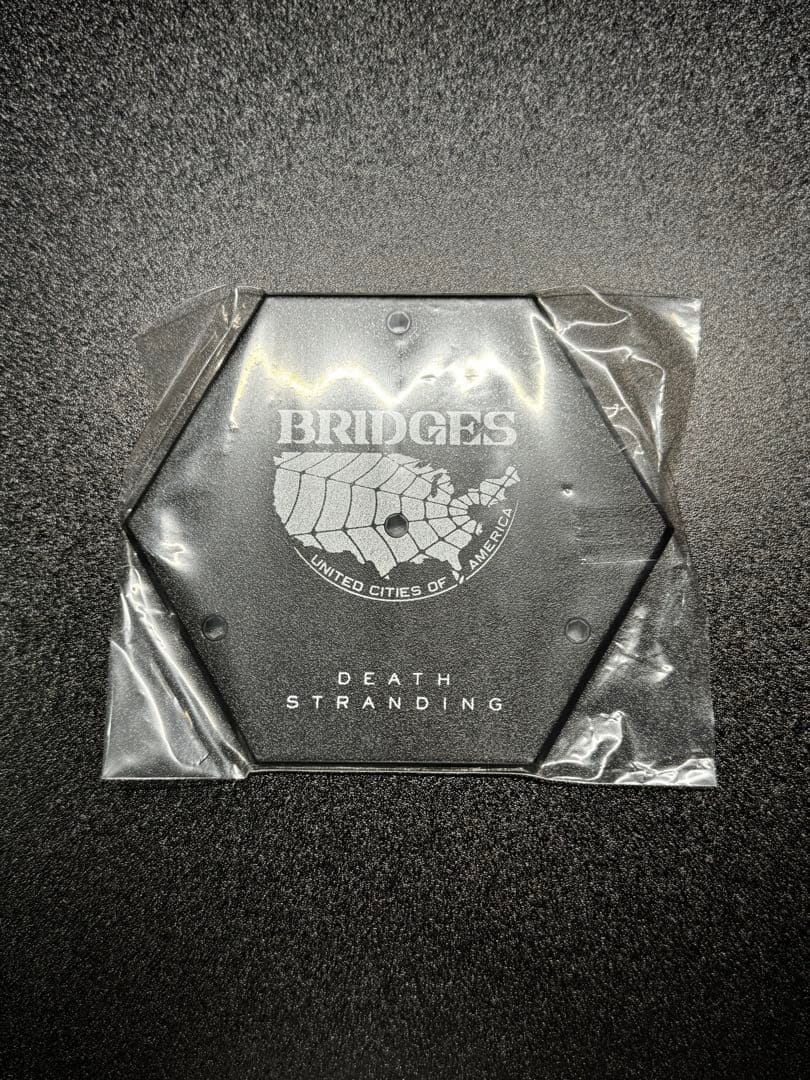 BRIDGES
UNITED CITIES OF AMERICA
DEATH
STRANDING